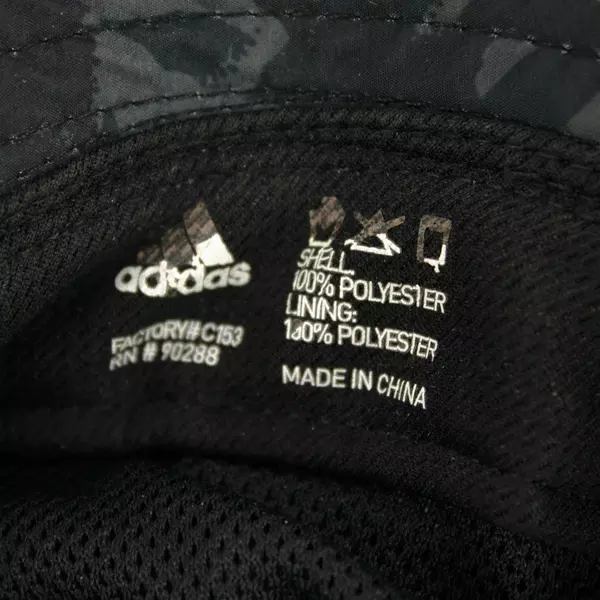 adidas
FACTORY# C153
RN # 90288
SHELL:
100% POLYESTER
LINING:
100% POLYESTER
MADE IN CHINA